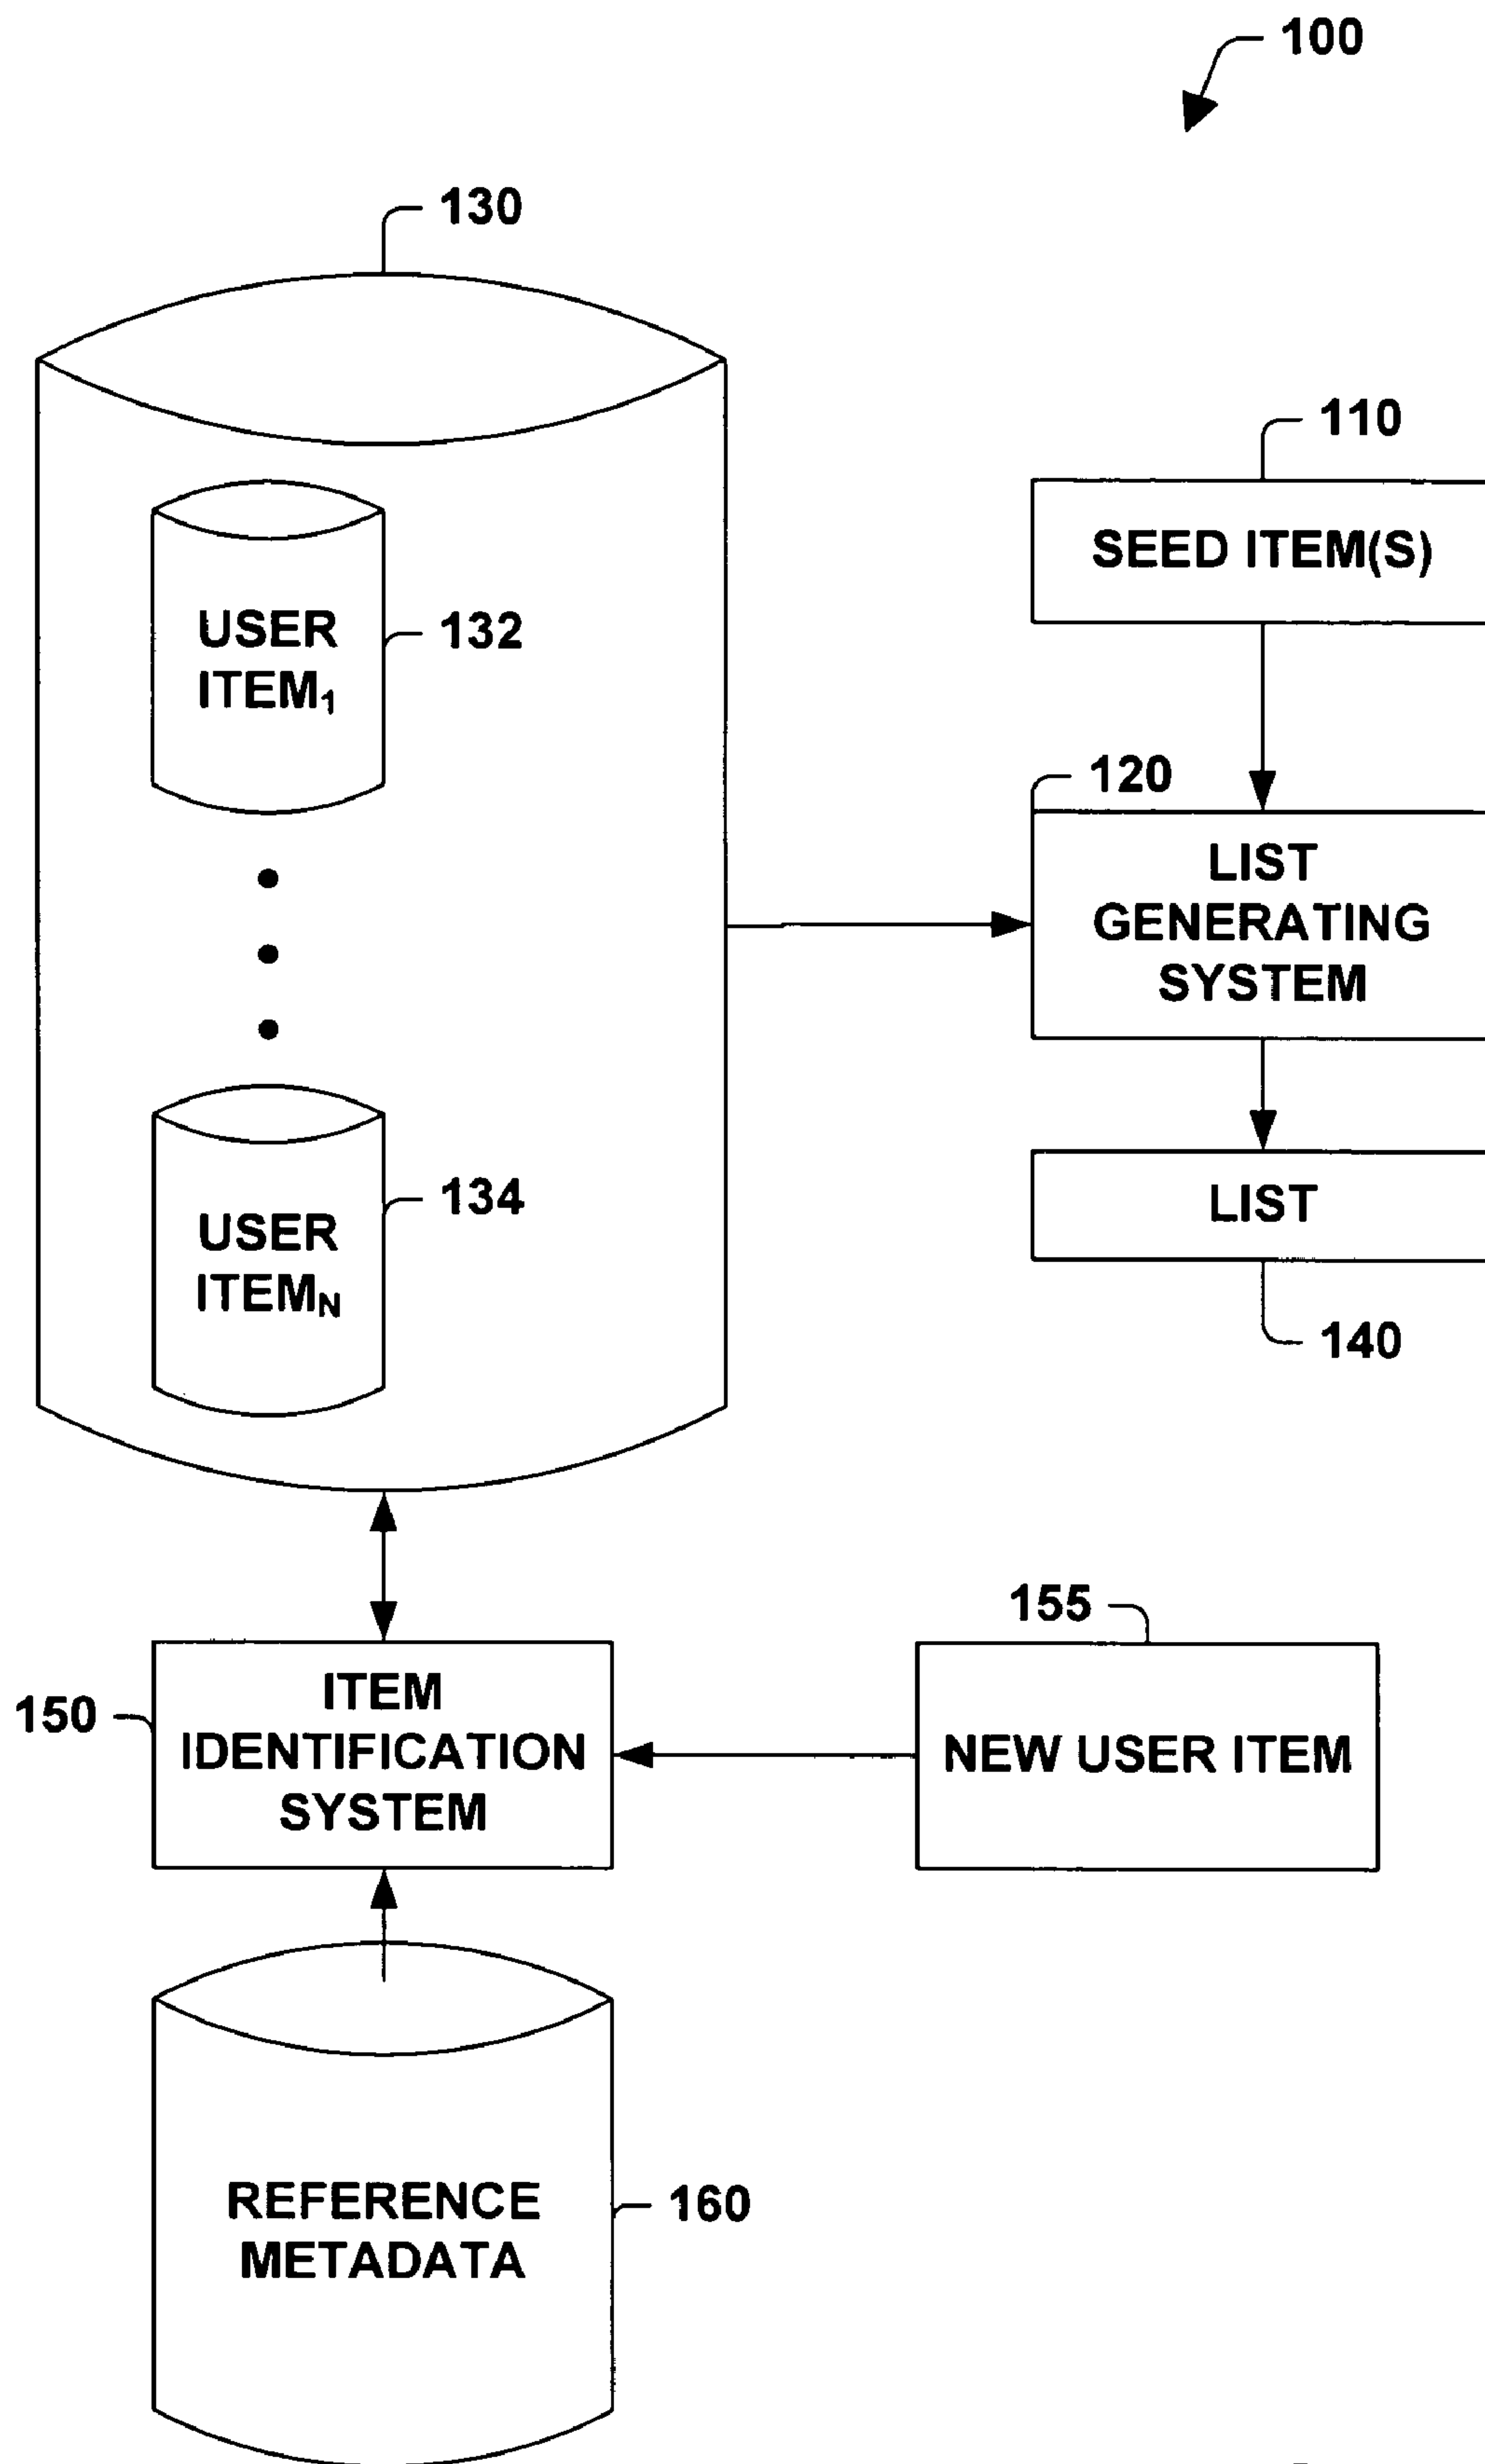 100
130
110
SEED ITEM(S)
USER
ITEM₁
132
120
LIST
GENERATING
SYSTEM
134
USER
ITEMN
LIST
140
155
150
ITEM
IDENTIFICATION
SYSTEM
NEW USER ITEM
REFERENCE
METADATA
160